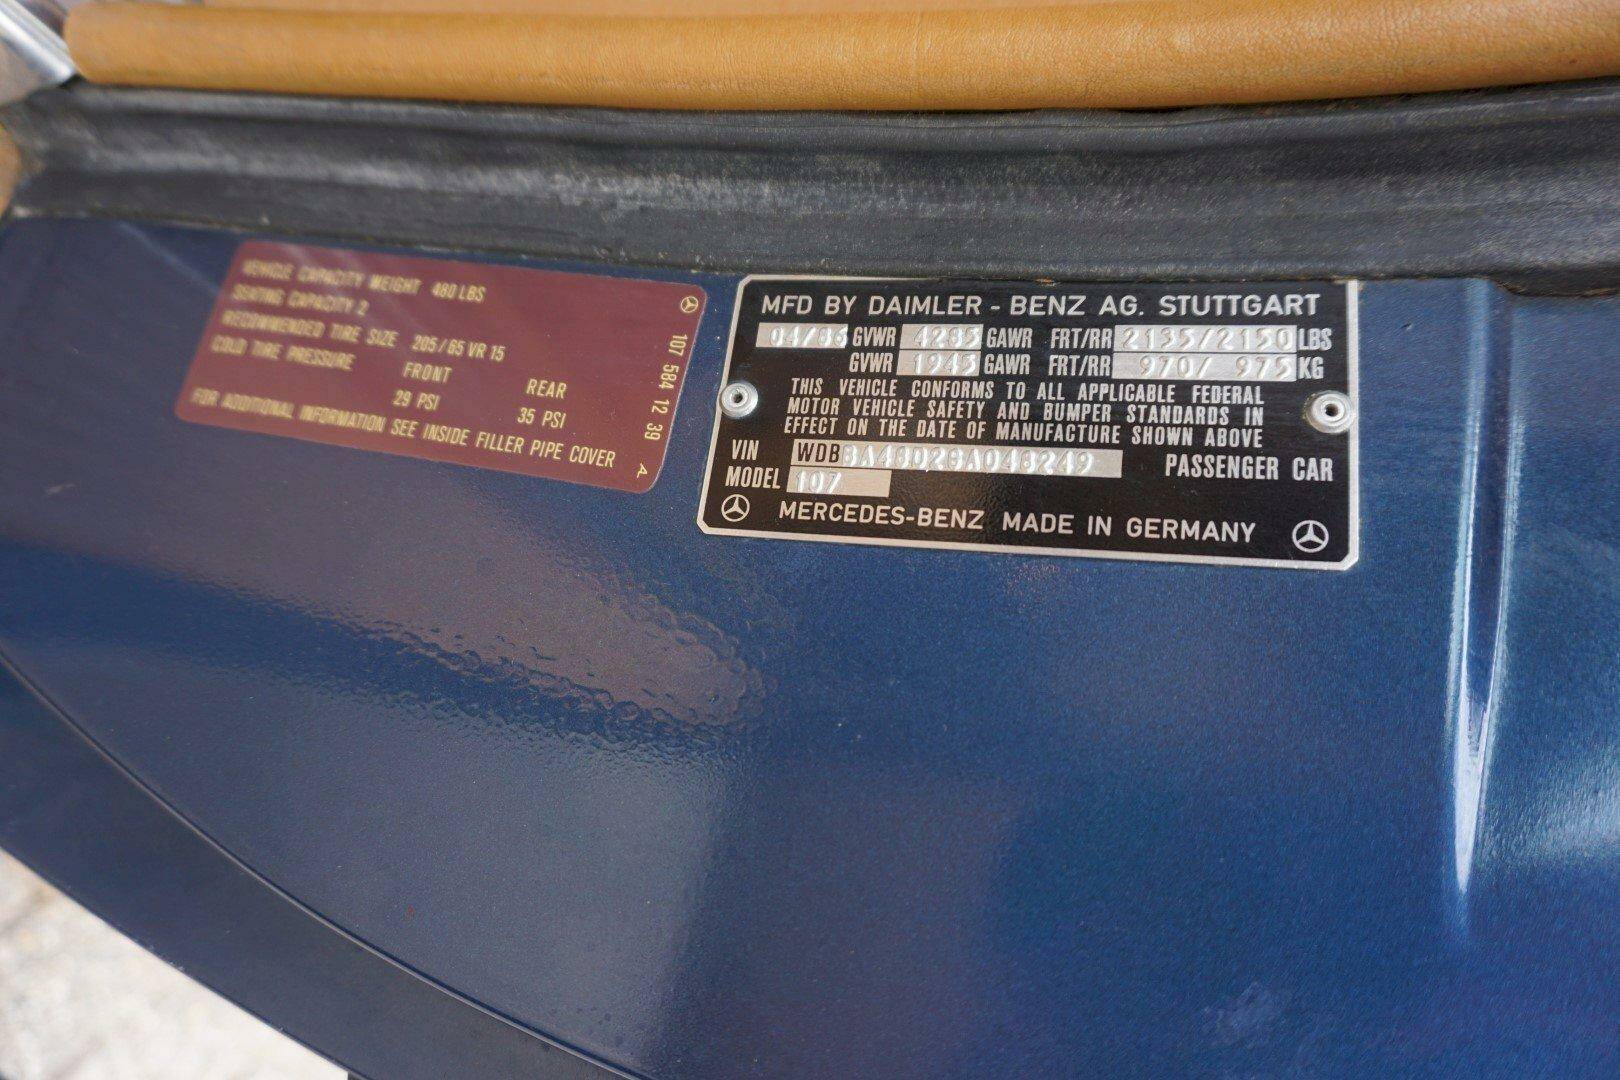 VEHICLE CAPACITY WEIGHT 480 LBS
SEATING CAPACITY 2
RECOMMENDED TIRE SIZE 205/65 VR 15
COLD TIRE PRESSURE FRONT REAR
29 PSI 35 PSI
FOR ADDITIONAL INFORMATION SEE INSIDE FILLER PIPE COVER
107 584 12 39 A
MFD BY DAIMLER - BENZ AG. STUTTGART
04/86 GVWR 4285 GAWR FRT/RR 2135/2150 LBS
GVWR 1945 GAWR FRT/RR 970/ 975 KG
THIS VEHICLE CONFORMS TO ALL APPLICABLE FEDERAL
MOTOR VEHICLE SAFETY AND BUMPER STANDARDS IN
EFFECT ON THE DATE OF MANUFACTURE SHOWN ABOVE
VIN WDBBA48D2GA048249 PASSENGER CAR
MODEL 107
MERCEDES-BENZ MADE IN GERMANY